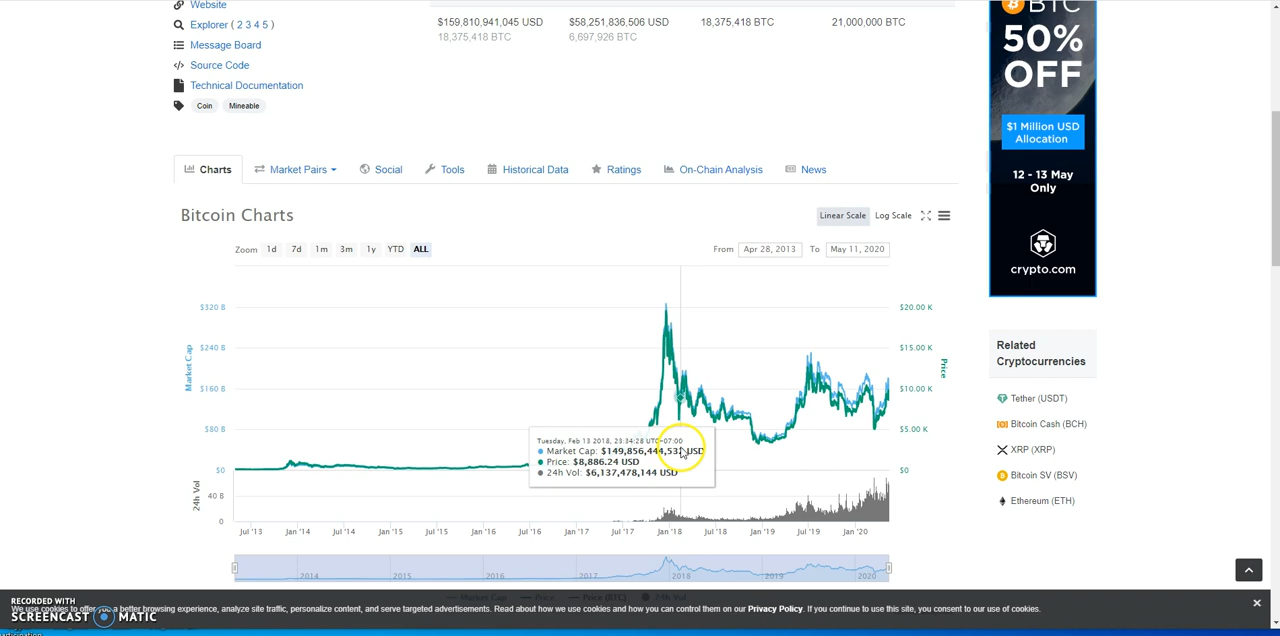 Website
$159,810,941,045 USD $58,251,836,506 USD 18,375,418 BTC 21,000,000 BTC
18,375,418 BTC 6,697,926 BTC
Explorer ( 2 3 4 5 )
Message Board
Source Code
Technical Documentation
Coin Mineable
BTC
50%
OFF
$1 Million USD
Allocation
12 - 13 May
Only
crypto.com
Charts Market Pairs Social Tools Historical Data Ratings On-Chain Analysis News
Bitcoin Charts
Linear Scale Log Scale
Zoom 1d 7d 1m 3m 1y YTD ALL
From Apr 28, 2013 To May 11, 2020
$320 B $20.00 K
$240 B $15.00 K
$160 B $10.00 K
$80 B $5.00 K
$0 $0
Market Cap
Price
Tuesday, Feb 13 2018, 23:34:28 UTC-07:00
Market Cap: $149,856,444,53 USD
Price: $8,886.24 USD
24h Vol: $6,137,478,144 USD
24h Vol
40 B
0
Jul '13 Jan '14 Jul '14 Jan '15 Jul '15 Jan '16 Jul '16 Jan '17 Jul '17 Jan '18 Jul '18 Jan '19 Jul '19 Jan '20
2014 2015 2016 2017 2018 2019 2020
Market Cap Price Price (BTC) 24h Vol
Related
Cryptocurrencies
Tether (USDT)
Bitcoin Cash (BCH)
XRP (XRP)
Bitcoin SV (BSV)
Ethereum (ETH)
RECORDED WITH
SCREENCAST MATIC
We use cookies to offer you a better browsing experience, analyze site traffic, personalize content, and serve targeted advertisements. Read about how we use cookies and how you can control them on our Privacy Policy. If you continue to use this site, you consent to our use of cookies.